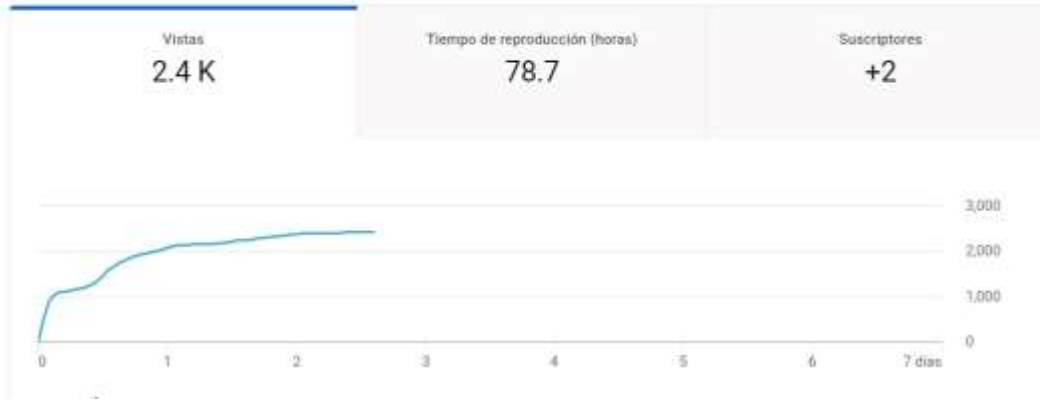 Vistas
2.4 K
Tiempo de reproducción (horas)
78.7
Suscriptores
+2
3,000
2,000
1,000
0
0 1 2 3 4 5 6 7 días